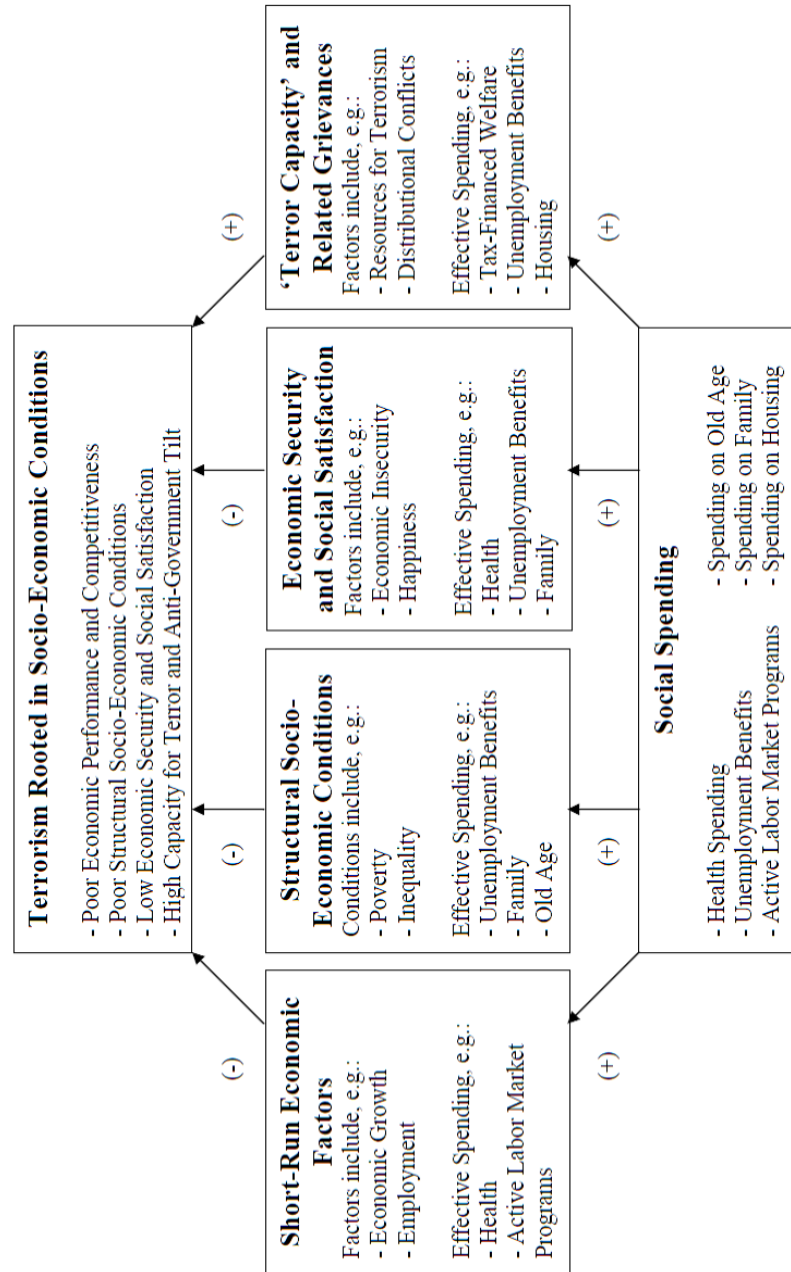 Terrorism Rooted in Socio-Economic Conditions
- Poor Economic Performance and Competitiveness
- Poor Structural Socio-Economic Conditions
- Low Economic Security and Social Satisfaction
- High Capacity for Terror and Anti-Government Tilt
(-)
(-)
(-)
(+)
Short-Run Economic
Factors
Factors include, e.g.:
- Economic Growth
- Employment
Effective Spending, e.g.:
- Health
- Active Labor Market
Programs
Structural Socio-
Economic Conditions
Conditions include, e.g.:
- Poverty
- Inequality
Effective Spending, e.g.:
- Unemployment Benefits
- Family
- Old Age
Economic Security
and Social Satisfaction
Factors include, e.g.:
- Economic Insecurity
- Happiness
Effective Spending, e.g.:
- Health
- Unemployment Benefits
- Family
‘Terror Capacity’ and
Related Grievances
Factors include, e.g.:
- Resources for Terrorism
- Distributional Conflicts
Effective Spending, e.g.:
- Tax-Financed Welfare
- Unemployment Benefits
- Housing
(+)
(+)
(+)
(+)
Social Spending
- Health Spending
- Unemployment Benefits
- Active Labor Market Programs
- Spending on Old Age
- Spending on Family
- Spending on Housing